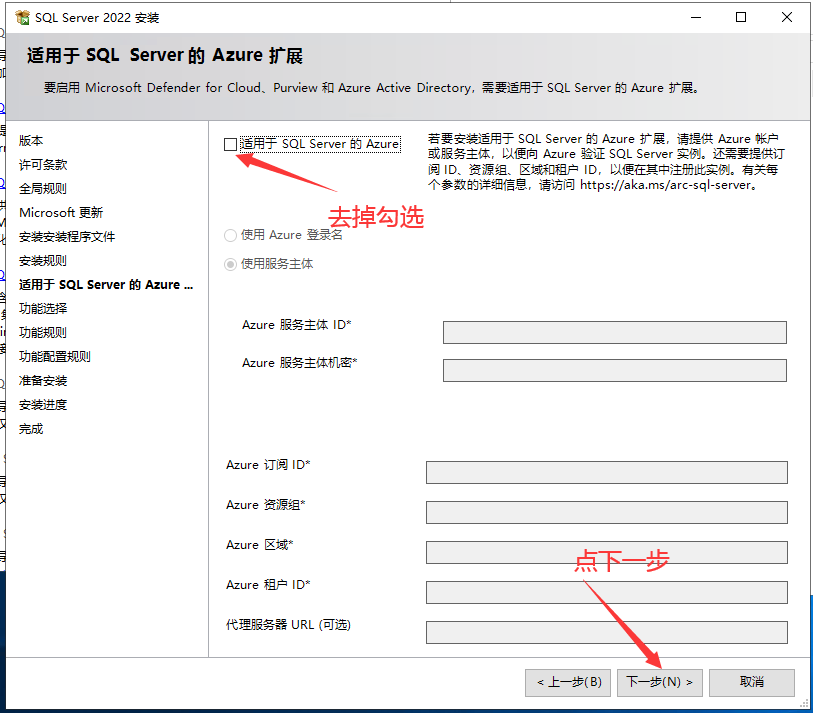 SQL Server 2022 安装
适用于 SQL Server 的 Azure 扩展
要启用 Microsoft Defender for Cloud、Purview 和 Azure Active Directory，需要适用于 SQL Server 的 Azure 扩展。
版本
许可条款
全局规则
Microsoft 更新
安装安装程序文件
安装规则
适用于 SQL Server 的 Azure ...
功能选择
功能规则
功能配置规则
准备安装
安装进度
完成
适用于 SQL Server 的 Azure
若要安装适用于 SQL Server 的 Azure 扩展，请提供 Azure 帐户
或服务主体，以便向 Azure 验证 SQL Server 实例。还需要提供订
阅 ID、资源组、区域和租户 ID，以便在其中注册此实例。有关每
个参数的详细信息，请访问 https://aka.ms/arc-sql-server。
去掉勾选
使用 Azure 登录名
使用服务主体
Azure 服务主体 ID*
Azure 服务主体机密*
Azure 订阅 ID*
Azure 资源组*
Azure 区域*
点下一步
Azure 租户 ID*
代理服务器 URL (可选)
< 上一步(B)
下一步(N) >
取消